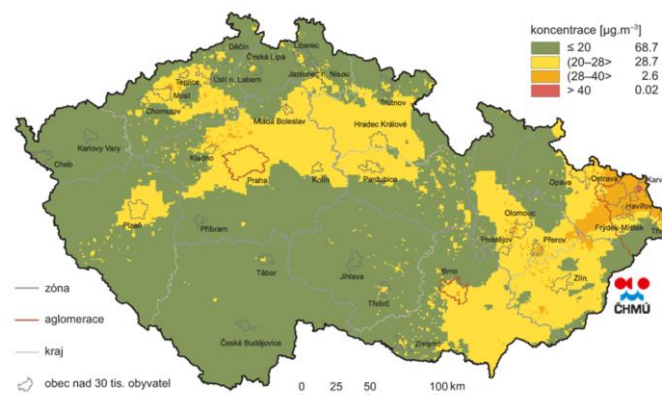 koncentrace [µg.m⁻³]
≤ 20 68.7
(20–28> 28.7
(28–40> 2.6
> 40 0.02
Děčín
Liberec
Česká Lípa
Teplice
Ústí n. Labem
Jablonec n. Nisou
Most
Chomutov
Trutnov
Mladá Boleslav
Hradec Králové
Karlovy Vary
Kladno
Cheb
Praha
Kolín
Pardubice
Opava
Ostrava
Karv
Havířov
Plzeň
Olomouc
Frýdek-Místek
Tře
Příbram
Prostějov
Přerov
Tábor
Jihlava
Brno
Zlín
zóna
Třebíč
ČHMÚ
aglomerace
České Budějovice
Znojmo
kraj
obec nad 30 tis. obyvatel
0 25 50 100 km